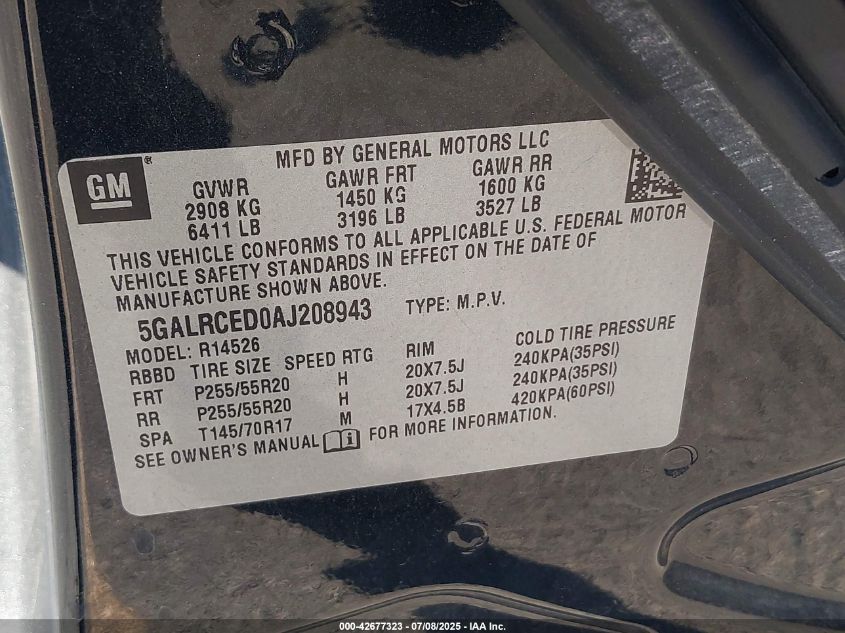 MFD BY GENERAL MOTORS LLC
GM®
GVWR GAWR FRT GAWR RR
2908 KG 1450 KG 1600 KG
6411 LB 3196 LB 3527 LB
THIS VEHICLE CONFORMS TO ALL APPLICABLE U.S. FEDERAL MOTOR
VEHICLE SAFETY STANDARDS IN EFFECT ON THE DATE OF
MANUFACTURE SHOWN ABOVE.
5GALRCED0AJ208943 TYPE: M.P.V.
MODEL: R14526
RBBD TIRE SIZE SPEED RTG RIM COLD TIRE PRESSURE
FRT P255/55R20 H 20X7.5J 240KPA(35PSI)
RR P255/55R20 H 20X7.5J 240KPA(35PSI)
SPA T145/70R17 M 17X4.5B 420KPA(60PSI)
SEE OWNER'S MANUAL i FOR MORE INFORMATION.
000-42677323 - 07/08/2025 - IAA Inc.